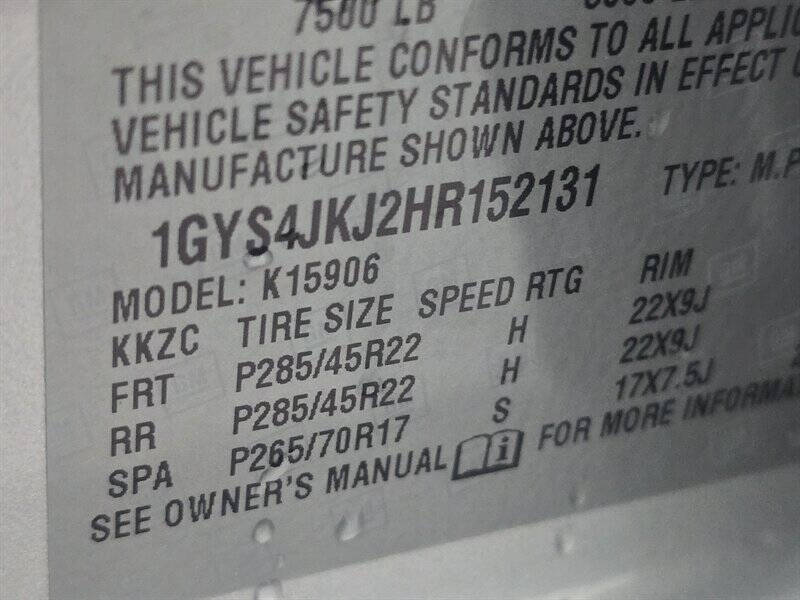 7500 LB
THIS VEHICLE CONFORMS TO ALL
VEHICLE SAFETY STANDARDS IN EFFECT
MANUFACTURE SHOWN ABOVE.
1GYS4JKJ2HR152131 TYPE: M.P
MODEL: K15906
KKZC TIRE SIZE SPEED RTG RIM
FRT P285/45R22 H 22X9J
RR P285/45R22 H 22X9J
SPA P265/70R17 S 17X7.5J
SEE OWNER'S MANUAL i FOR MORE